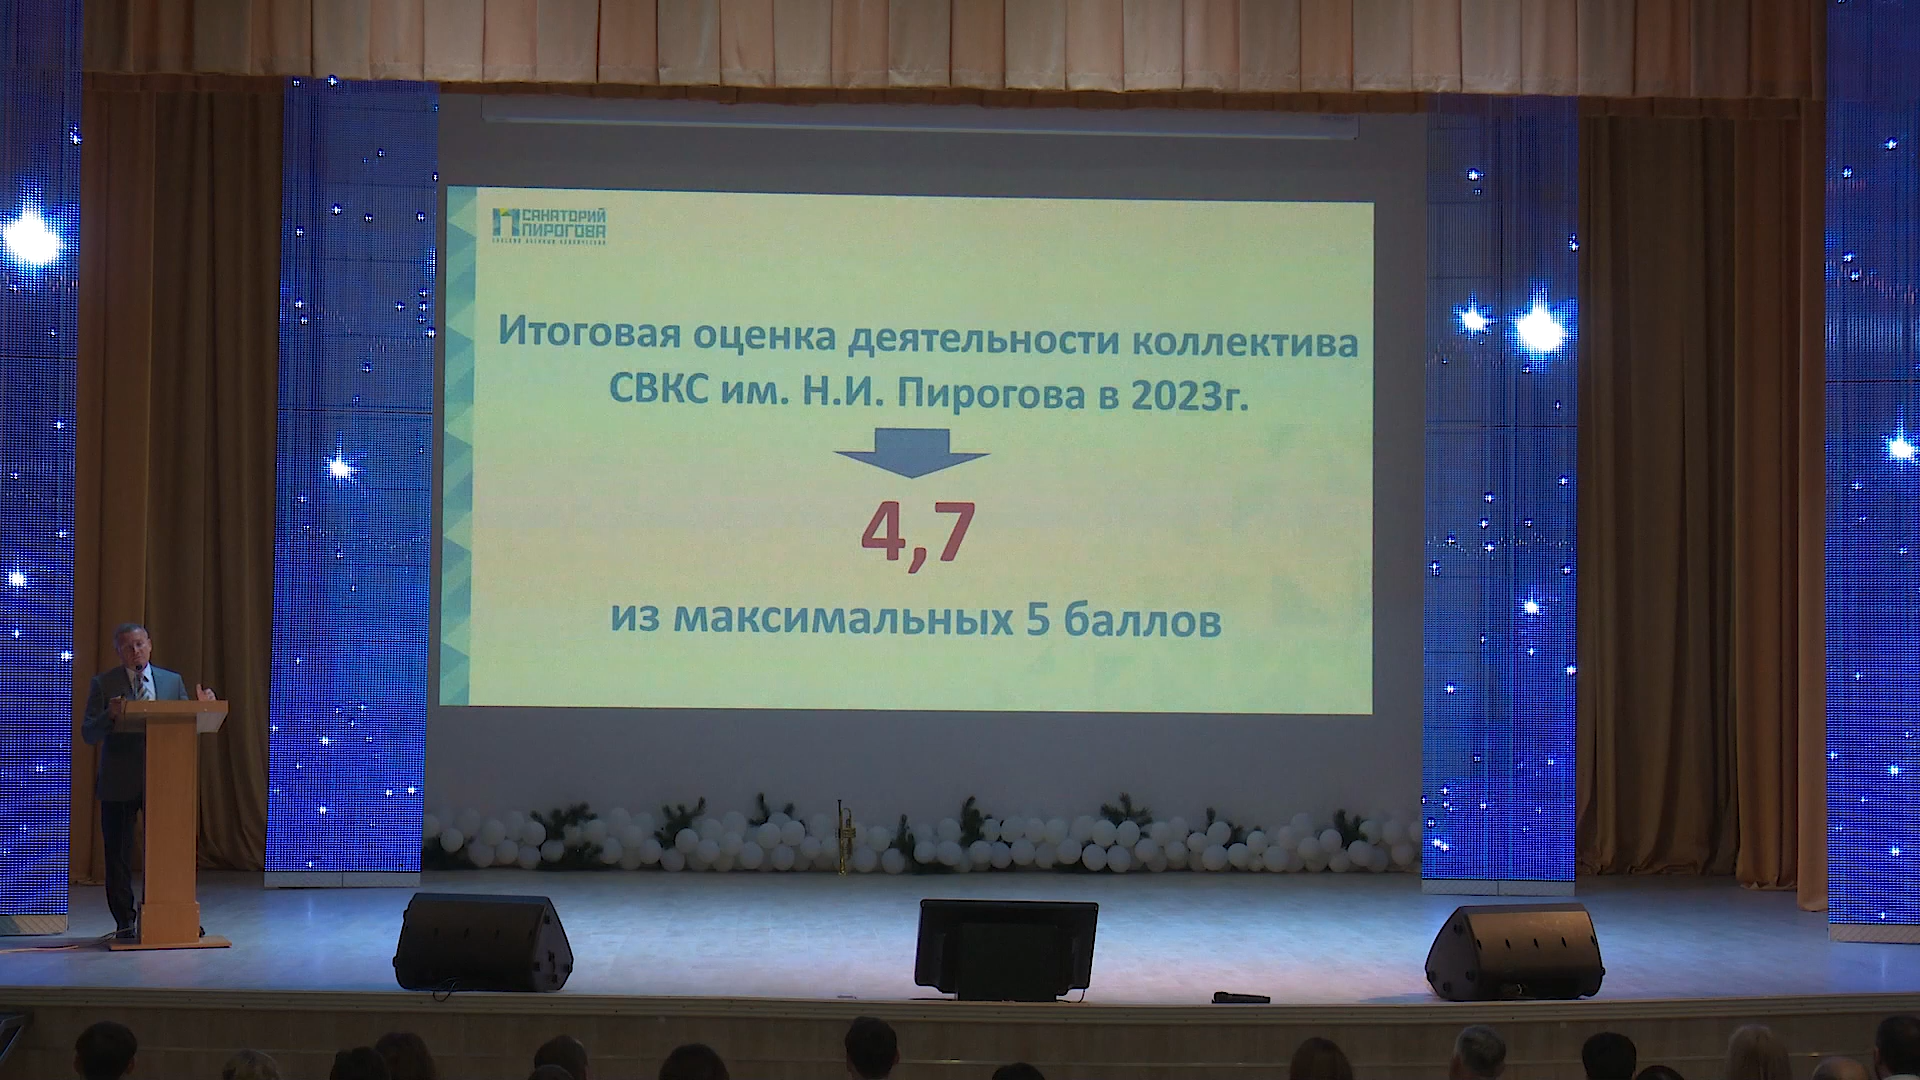 САНАТОРИЙ
ПИРОГОВА
Итоговая оценка деятельности коллектива
СВКС им. Н.И. Пирогова в 2023г.
4,7
из максимальных 5 баллов